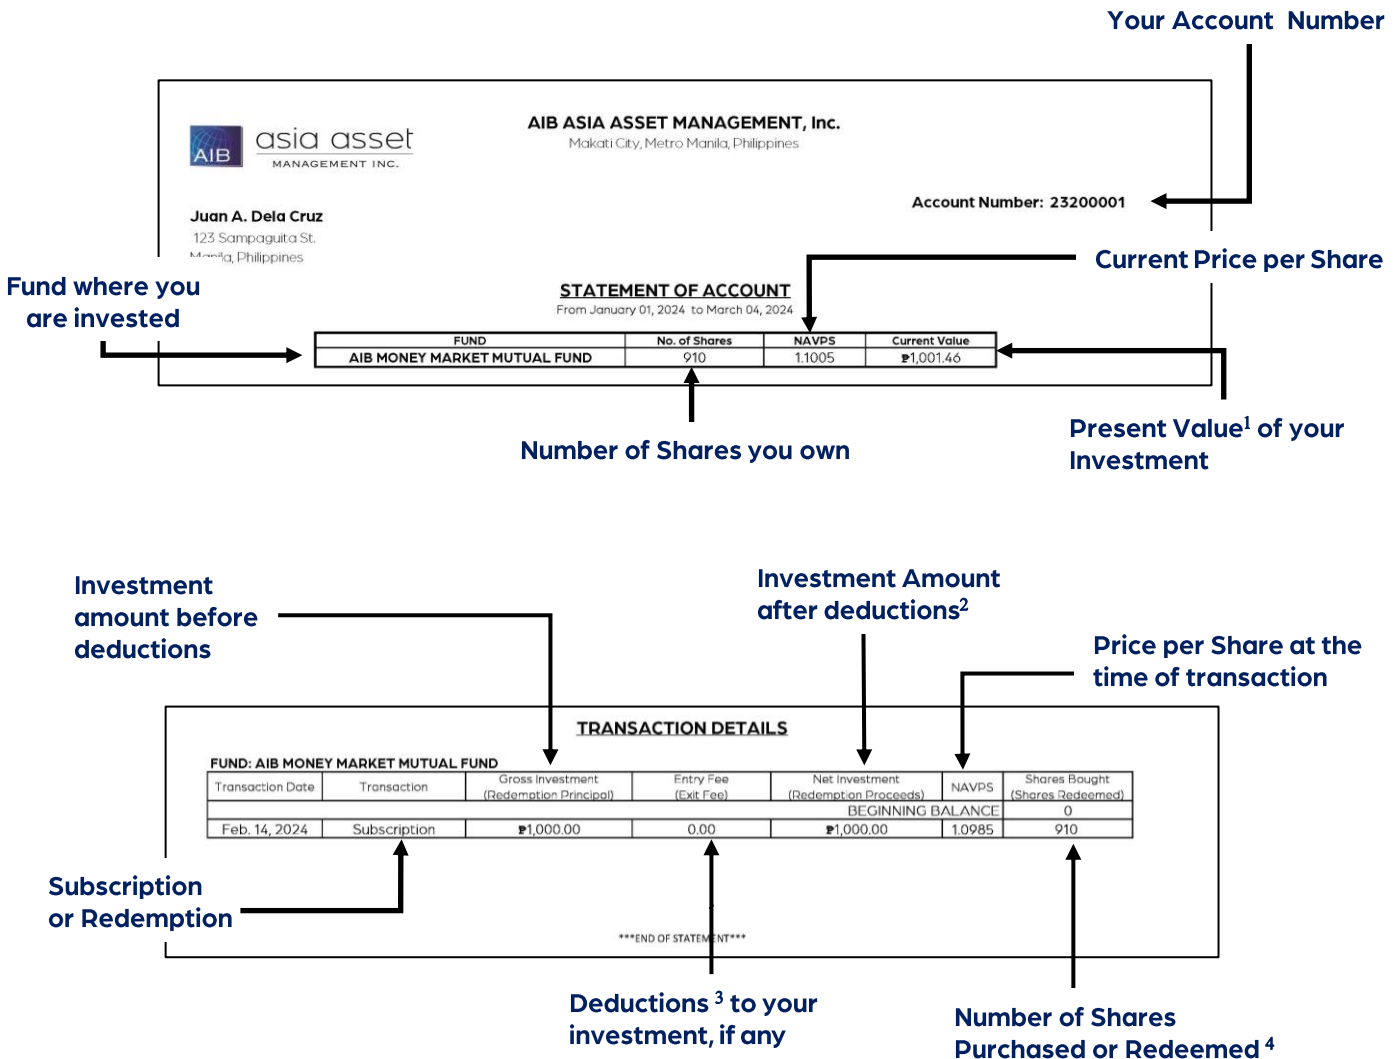 Your Account Number
AIB
asia asset
MANAGEMENT INC.
AIB ASIA ASSET MANAGEMENT, Inc.
Makati City, Metro Manila, Philippines
Account Number: 23200001
Juan A. Dela Cruz
123 Sampaguita St.
Manila, Philippines
Current Price per Share
Fund where you
are invested
STATEMENT OF ACCOUNT
From January 01, 2024 to March 04, 2024
FUND No. of Shares NAVPS Current Value
AIB MONEY MARKET MUTUAL FUND 910 1.1005 ₱1,001.46
Number of Shares you own
Present Value¹ of your
Investment
Investment
amount before
deductions
Investment Amount
after deductions²
Price per Share at the
time of transaction
TRANSACTION DETAILS
FUND: AIB MONEY MARKET MUTUAL FUND
Transaction Date Transaction Gross Investment Entry Fee Net Investment NAVPS Shares Bought
(Redemption Principal) (Exit Fee) (Redemption Proceeds) (Shares Redeemed)
BEGINNING BALANCE 0
Feb. 14, 2024 Subscription ₱1,000.00 0.00 ₱1,000.00 1.0985 910
Subscription
or Redemption
***END OF STATEMENT***
Deductions ³ to your
investment, if any
Number of Shares
Purchased or Redeemed ⁴